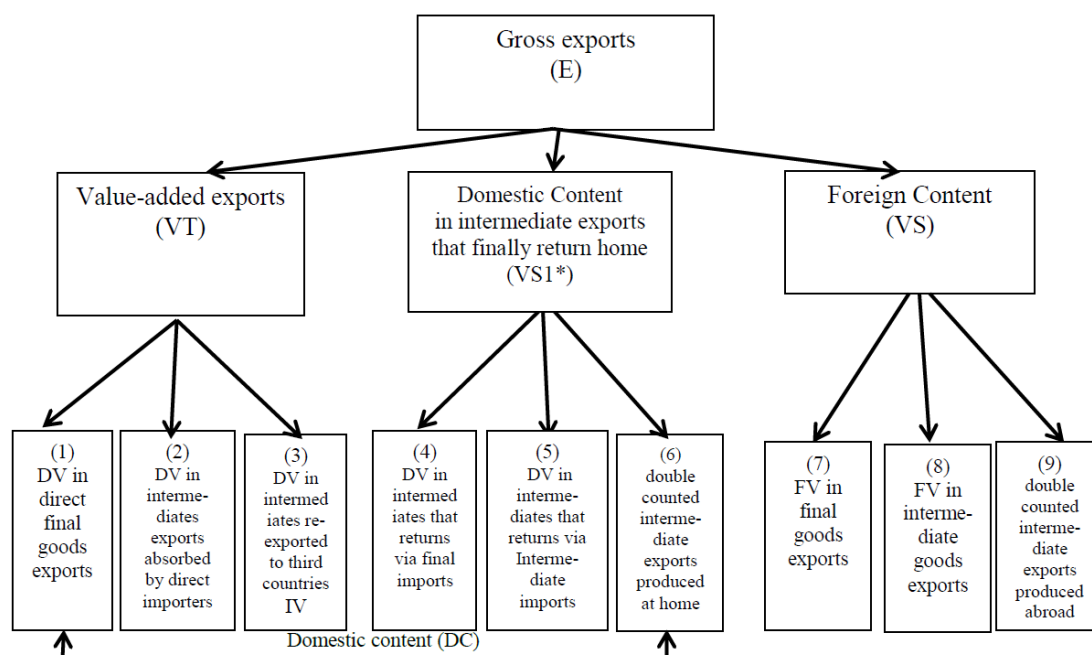 Gross exports
(E)
Value-added exports
(VT)
Domestic Content
in intermediate exports
that finally return home
(VS1*)
Foreign Content
(VS)
(1)
DV in
direct
final
goods
exports
(2)
DV in
interme-
diates
exports
absorbed
by direct
importers
(3)
DV in
intermed
iates re-
exported
to third
countries
IV
(4)
DV in
intermed
iates that
returns
via final
imports
(5)
DV in
interme-
diates that
returns via
Interme-
diate
imports
(6)
double
counted
interme-
diate
exports
produced
at home
(7)
FV in
final
goods
exports
(8)
FV in
interme-
diate
goods
exports
(9)
double
counted
interme-
diate
exports
produced
abroad
Domestic content (DC)